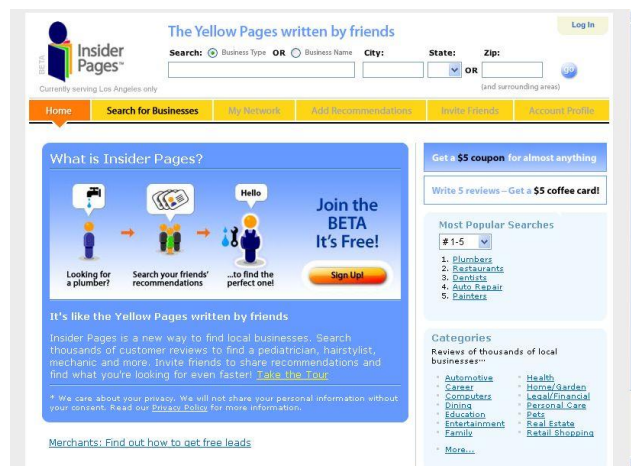 The Yellow Pages written by friends
Log In
BETA
Insider
Pages™
Currently serving Los Angeles only
Search: Business Type OR Business Name City: State: Zip:
OR
go
(and surrounding areas)
Home Search for Businesses My Network Add Recommendations Invite Friends Account Profile
What is Insider Pages?
Hello
Looking for
a plumber?
Search your friends'
recommendations
...to find the
perfect one!
Join the
BETA
It's Free!
Sign Up!
It's like the Yellow Pages written by friends
Insider Pages is a new way to find local businesses. Search
thousands of customer reviews to find a pediatrician, hairstylist,
mechanic and more. Invite friends to share recommendations and
find what you're looking for even faster! Take the Tour
* We care about your privacy. We will not share your personal information without
your consent. Read our Privacy Policy for more information.
Merchants: Find out how to get free leads
Get a $5 coupon for almost anything
Write 5 reviews – Get a $5 coffee card!
Most Popular Searches
# 1-5
1. Plumbers
2. Restaurants
3. Dentists
4. Auto Repair
5. Painters
Categories
Reviews of thousands of local
businesses...
Automotive
Career
Computers
Dining
Education
Entertainment
Family
More...
Health
Home/Garden
Legal/Financial
Personal Care
Pets
Real Estate
Retail Shopping